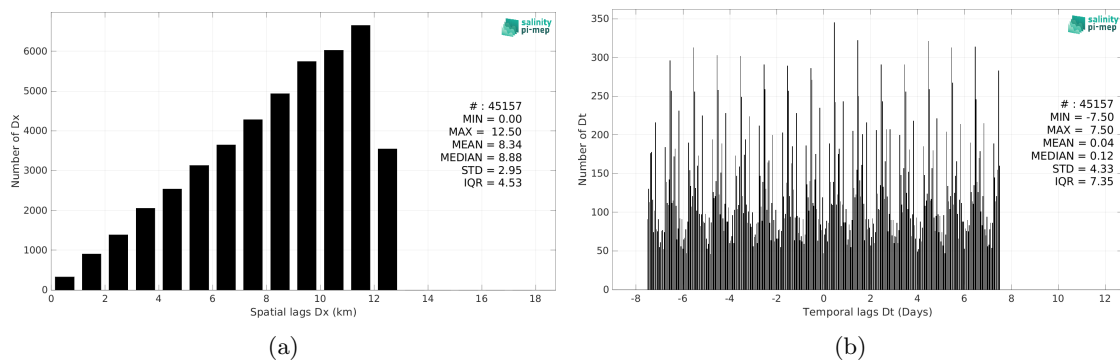 salinity
pi-mep
6000
5000
4000
3000
2000
1000
0
Number of Dx
# : 45157
MIN = 0.00
MAX = 12.50
MEAN = 8.34
MEDIAN = 8.88
STD = 2.95
IQR = 4.53
0 2 4 6 8 10 12 14 16 18
Spatial lags Dx (km)
(a)
salinity
pi-mep
350
300
250
200
150
100
50
0
Number of Dt
# : 45157
MIN = -7.50
MAX = 7.50
MEAN = 0.04
MEDIAN = 0.12
STD = 4.33
IQR = 7.35
-8 -6 -4 -2 0 2 4 6 8 10 12
Temporal lags Dt (Days)
(b)